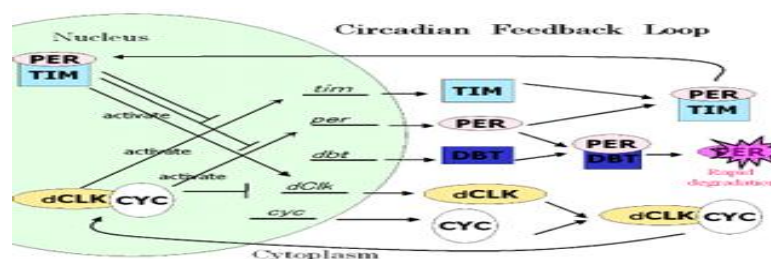 Circadian Feedback Loop
Nucleus
PER
TIM
activate
activate
activate
dCLK
CYC
tim
per
dbt
dClk
cyc
TIM
PER
DBT
dCLK
CYC
PER
TIM
PER
DBT
PER
Rapid
degradation
dCLK
CYC
Cytoplasm